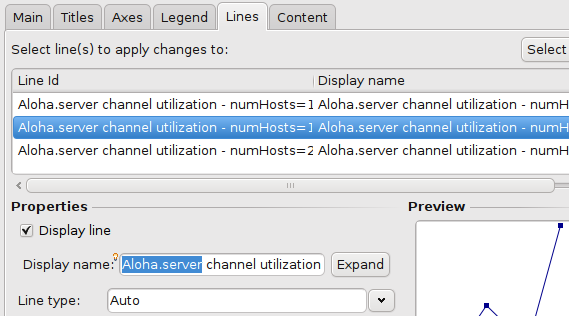 Main Titles Axes Legend Lines Content
Select line(s) to apply changes to: Select
Line Id Display name
Aloha.server channel utilization - numHosts=1 Aloha.server channel utilization - numH
Aloha.server channel utilization - numHosts=1 Aloha.server channel utilization - numH
Aloha.server channel utilization - numHosts=2 Aloha.server channel utilization - numH
Properties Preview
Display line
Display name: Aloha.server channel utilization Expand
Line type: Auto